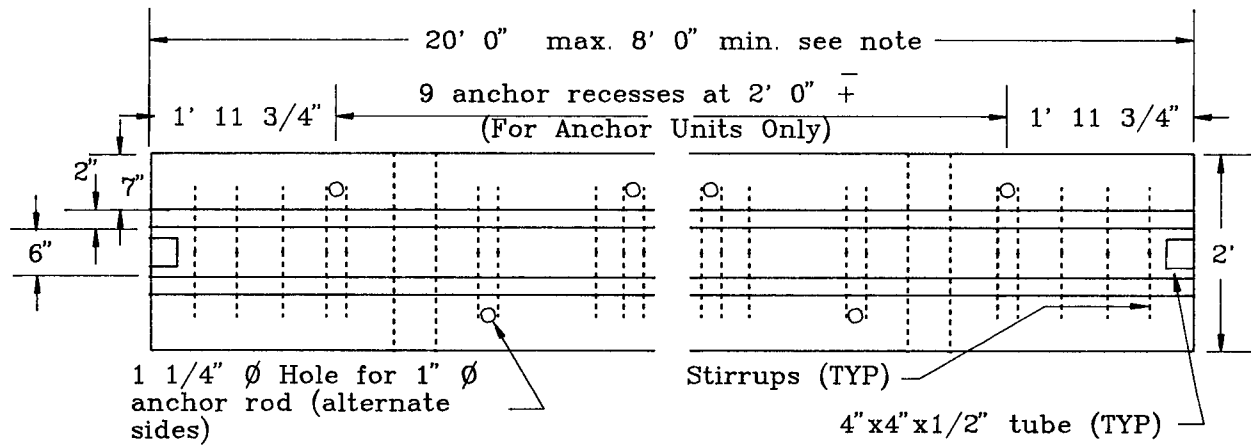 20' 0" max. 8' 0" min. see note
9 anchor recesses at 2' 0" ∓
1' 11 3/4"
(For Anchor Units Only)
1' 11 3/4"
2"
7"
6"
2'
1 1/4" Ø Hole for 1" Ø
anchor rod (alternate
sides)
Stirrups (TYP)
4"x4"x1/2" tube (TYP)